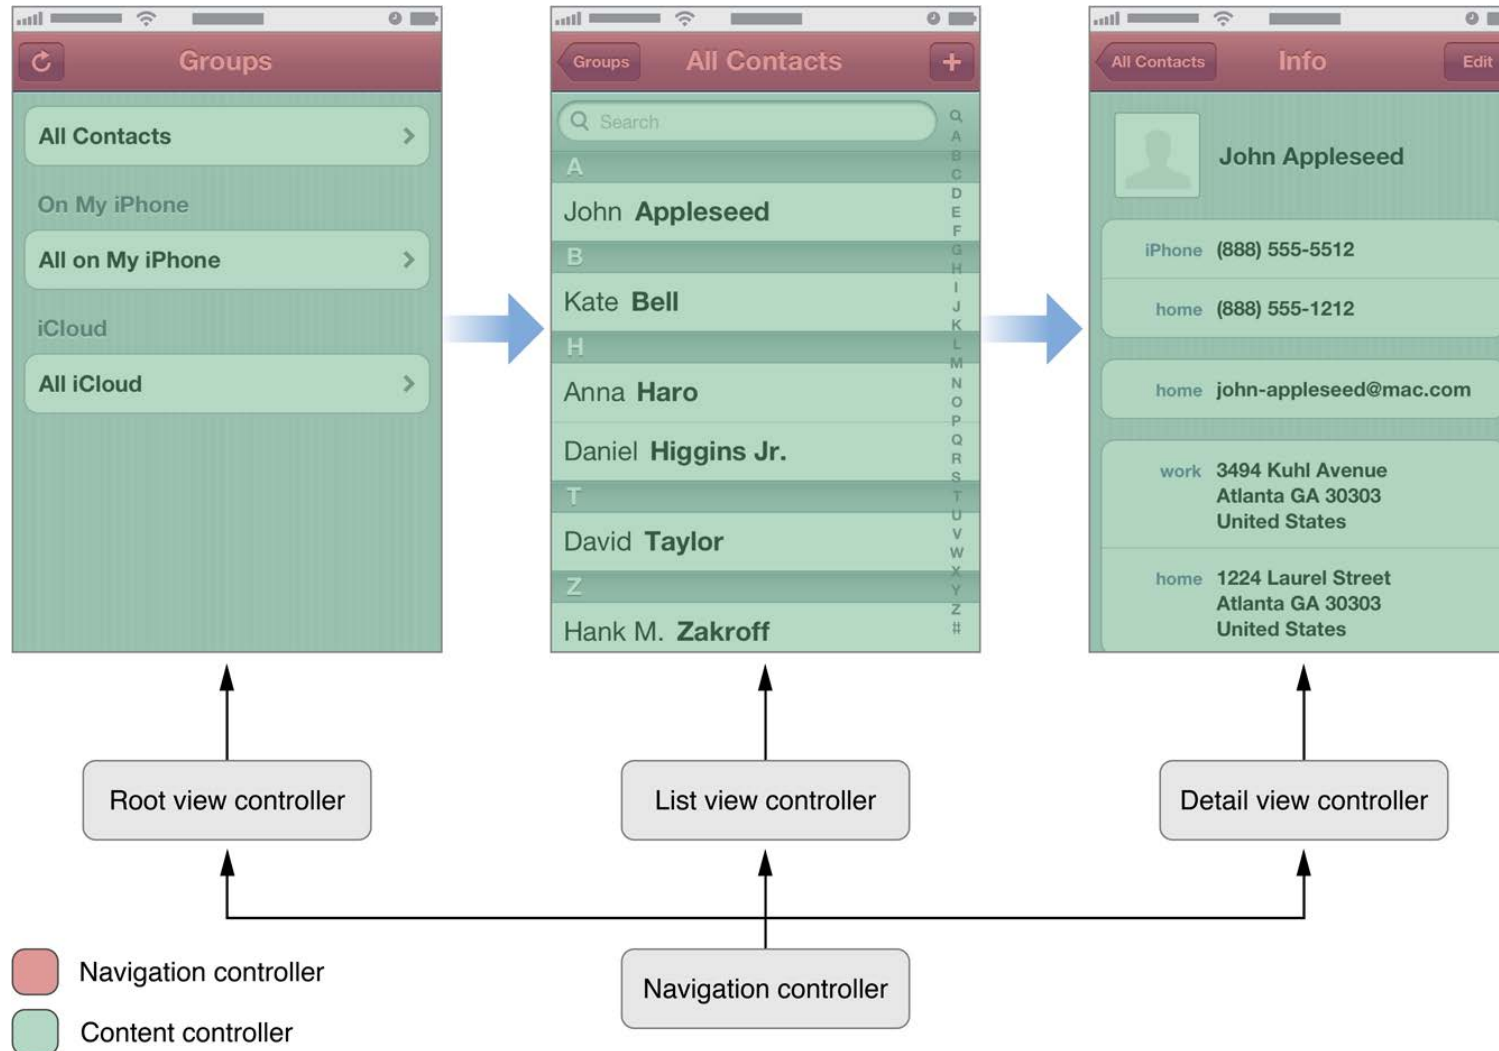 Groups
All Contacts
On My iPhone
All on My iPhone
iCloud
All iCloud
Groups
All Contacts
+
Search
A
John Appleseed
B
Kate Bell
H
Anna Haro
Daniel Higgins Jr.
T
David Taylor
Z
Hank M. Zakroff
A
B
C
D
E
F
G
H
I
J
K
L
M
N
O
P
Q
R
S
T
U
V
W
X
Y
Z
#
All Contacts
Info
Edit
John Appleseed
iPhone (888) 555-5512
home (888) 555-1212
home john-appleseed@mac.com
work 3494 Kuhl Avenue
Atlanta GA 30303
United States
home 1224 Laurel Street
Atlanta GA 30303
United States
Root view controller
List view controller
Detail view controller
Navigation controller
Navigation controller
Content controller